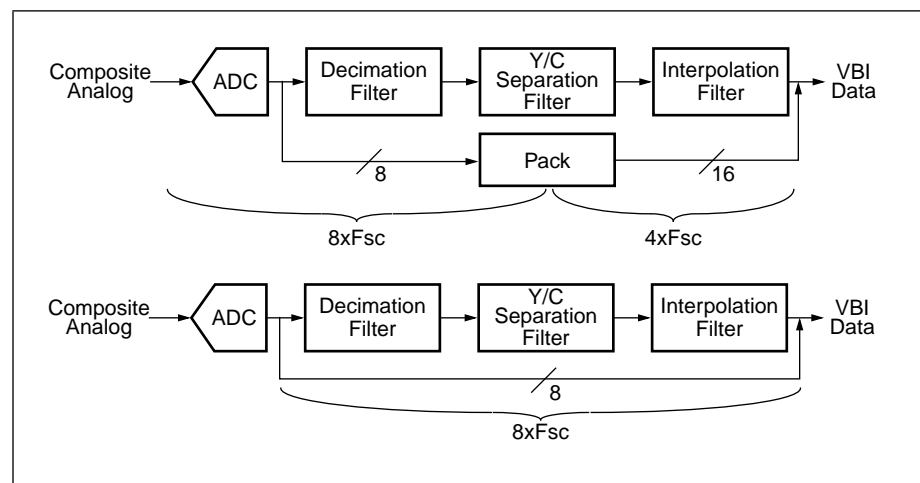 Composite
Analog
ADC
Decimation
Filter
Y/C
Separation
Filter
Interpolation
Filter
VBI
Data
8
Pack
16
8xFsc
4xFsc
Composite
Analog
ADC
Decimation
Filter
Y/C
Separation
Filter
Interpolation
Filter
VBI
Data
8
8xFsc